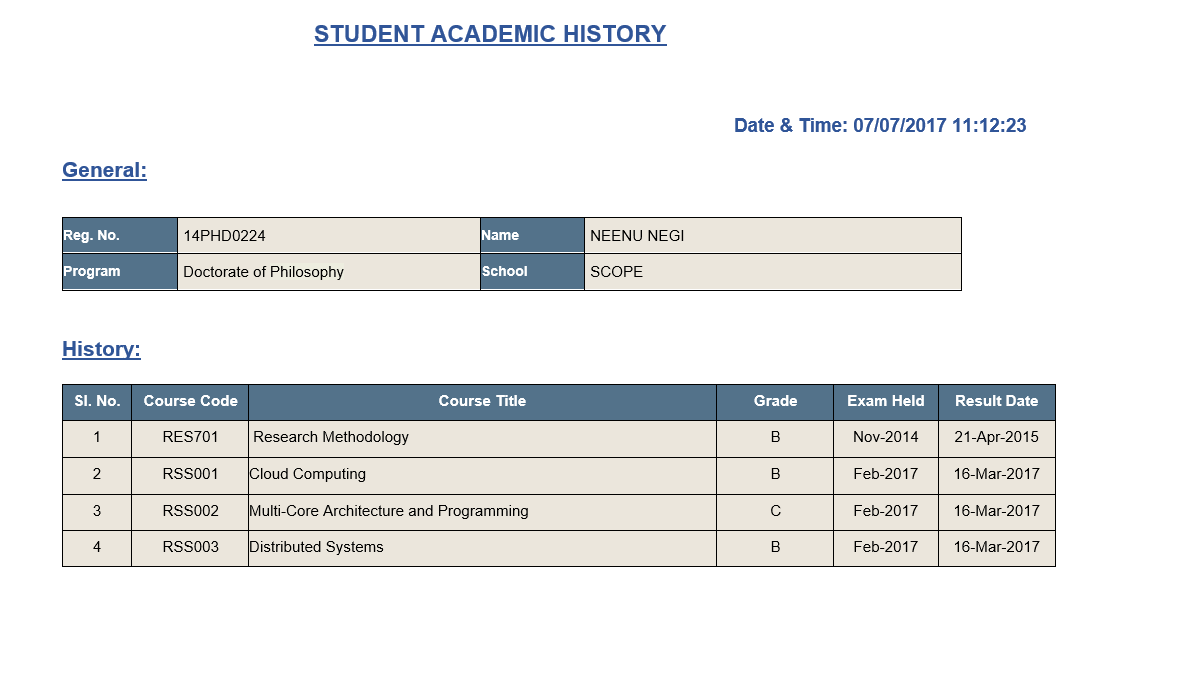 STUDENT ACADEMIC HISTORY
Date & Time: 07/07/2017 11:12:23
General:
Reg. No. 14PHD0224 Name NEENU NEGI
Program Doctorate of Philosophy School SCOPE
History:
Sl. No. Course Code Course Title Grade Exam Held Result Date
1 RES701 Research Methodology B Nov-2014 21-Apr-2015
2 RSS001 Cloud Computing B Feb-2017 16-Mar-2017
3 RSS002 Multi-Core Architecture and Programming C Feb-2017 16-Mar-2017
4 RSS003 Distributed Systems B Feb-2017 16-Mar-2017